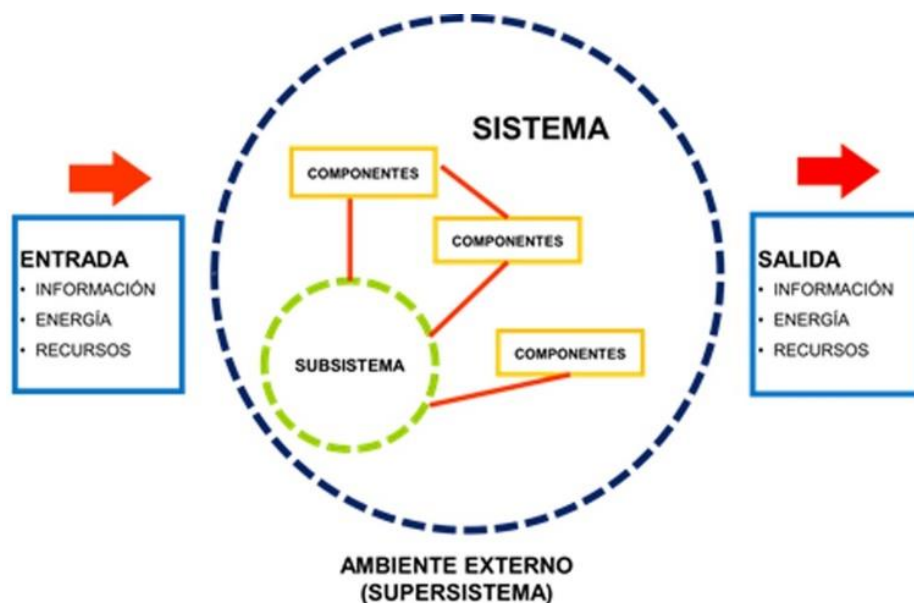 SISTEMA
COMPONENTES
COMPONENTES
ENTRADA
• INFORMACIÓN
• ENERGÍA
• RECURSOS
SALIDA
• INFORMACIÓN
• ENERGÍA
• RECURSOS
SUBSISTEMA
COMPONENTES
AMBIENTE EXTERNO
(SUPERSISTEMA)